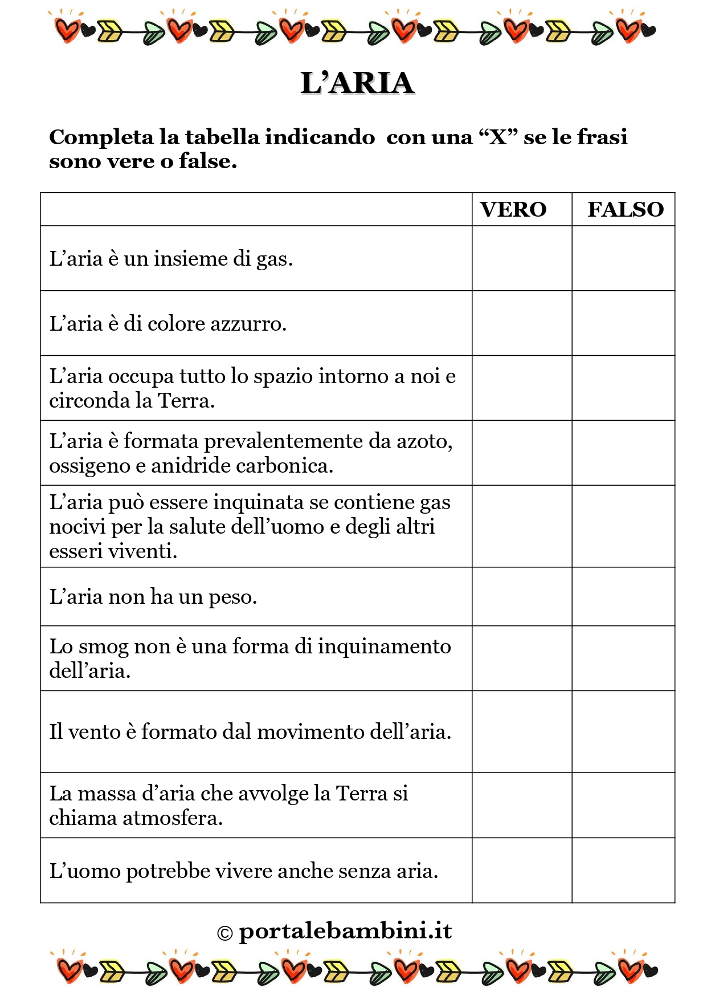 L’ARIA
Completa la tabella indicando  con una “X” se le frasi
sono vere o false.
VERO
FALSO
L’aria è un insieme di gas.
L’aria è di colore azzurro.
L’aria occupa tutto lo spazio intorno a noi e
circonda la Terra.
L’aria è formata prevalentemente da azoto,
ossigeno e anidride carbonica.
L’aria può essere inquinata se contiene gas
nocivi per la salute dell’uomo e degli altri
esseri viventi.
L’aria non ha un peso.
Lo smog non è una forma di inquinamento
dell’aria.
Il vento è formato dal movimento dell’aria.
La massa d’aria che avvolge la Terra si
chiama atmosfera.
L’uomo potrebbe vivere anche senza aria.
© portalebambini.it